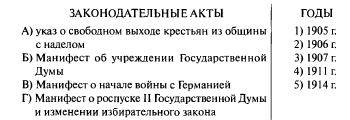 ЗАКОНОДАТЕЛЬНЫЕ АКТЫ ГОДЫ
А) указ о свободном выходе крестьян из общины 1) 1905 г.
с наделом 2) 1906 г.
Б) Манифест об учреждении Государственной 3) 1907 г.
Думы 4) 1911 г.
В) Манифест о начале войны с Германией 5) 1914 г.
Г) Манифест о роспуске II Государственной Думы
и изменении избирательного закона